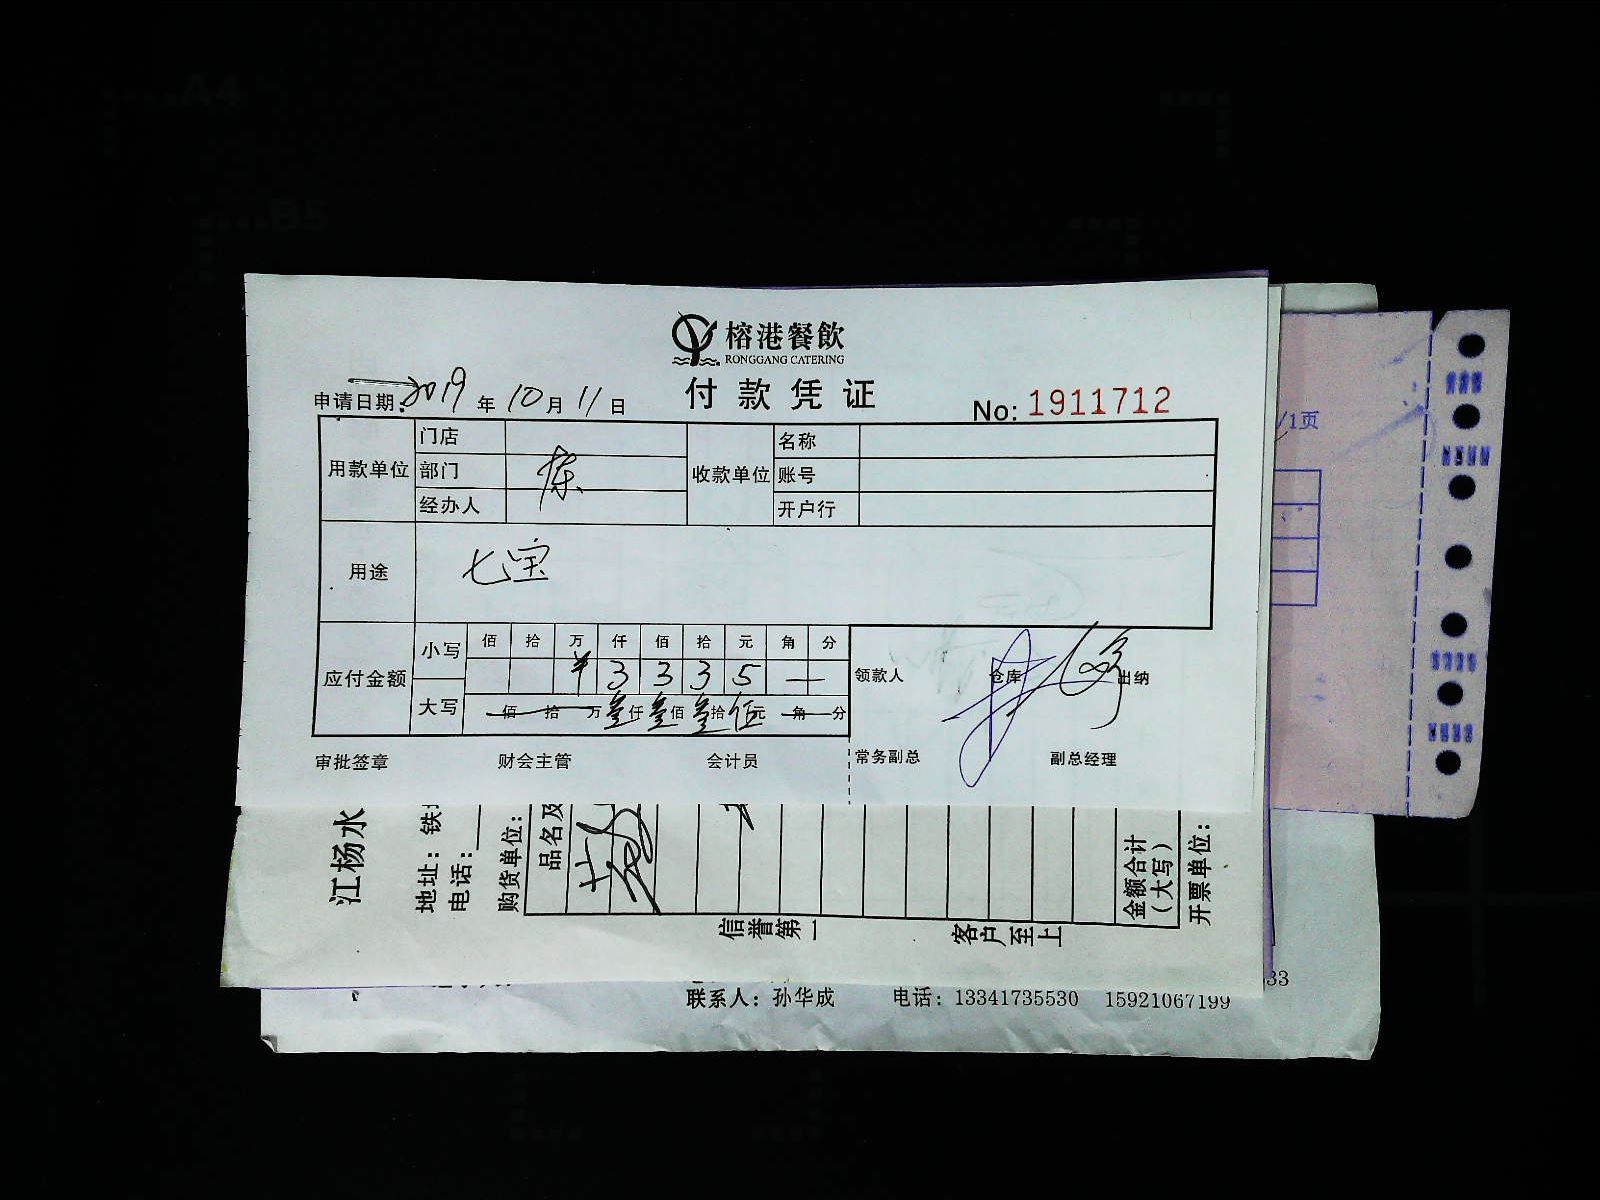 榕港餐飲
RONGGANG CATERING
付款凭证
申请日期: 2019 年 10 月 11 日
No: 1911712
用款单位 门店 收款单位 名称
部门 栋 账号
经办人 开户行
用途 七宝
应付金额 小写 佰 拾 万 仟 佰 拾 元 角 分
¥ 3 3 3 5 —
大写 佰 拾 万 叁仟 叁佰 叁拾 伍元 角 分
领款人 仓库 出纳
审批签章 财会主管 会计员 常务副总 副总经理
/1页
江杨水
地址: 铁
电话:
购货单位:
品名及
金额合计
(大写)
开票单位:
信誉第一 客户至上
33
联系人: 孙华成 电话: 13341735530 15921067199